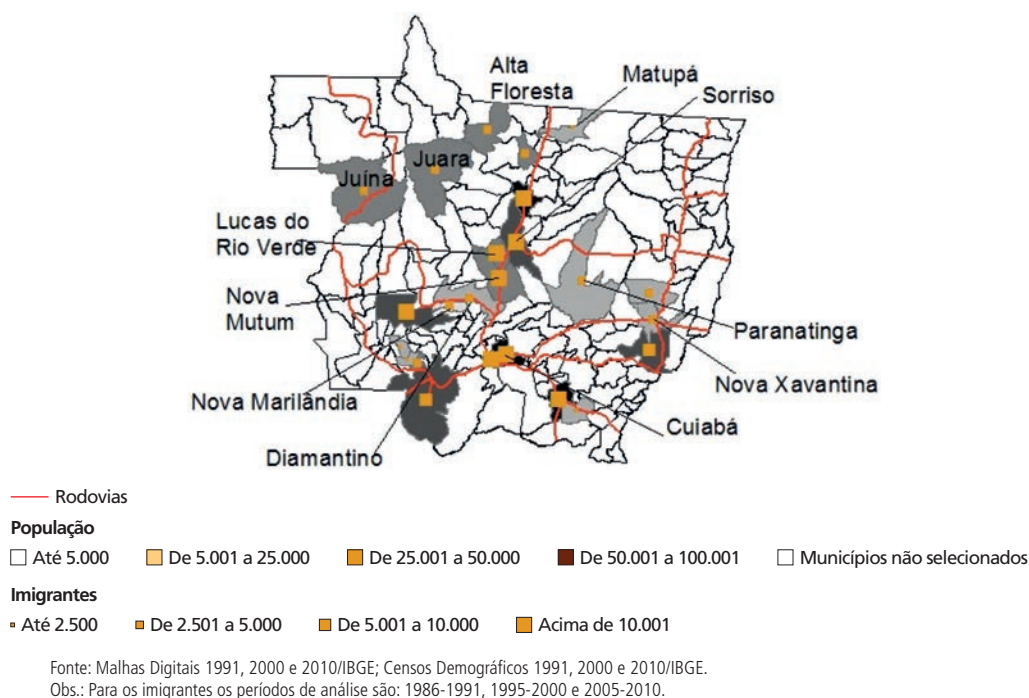 Alta
Floresta
Matupá
Sorriso
Juara
Juína
Lucas do
Rio Verde
Nova
Mutum
Paranatinga
Nova Xavantina
Nova Marilândia
Cuiabá
Diamantino
Rodovias
População
Até 5.000 De 5.001 a 25.000 De 25.001 a 50.000 De 50.001 a 100.001 Municípios não selecionados
Imigrantes
Até 2.500 De 2.501 a 5.000 De 5.001 a 10.000 Acima de 10.001
Fonte: Malhas Digitais 1991, 2000 e 2010/IBGE; Censos Demográficos 1991, 2000 e 2010/IBGE.
Obs.: Para os imigrantes os períodos de análise são: 1986-1991, 1995-2000 e 2005-2010.